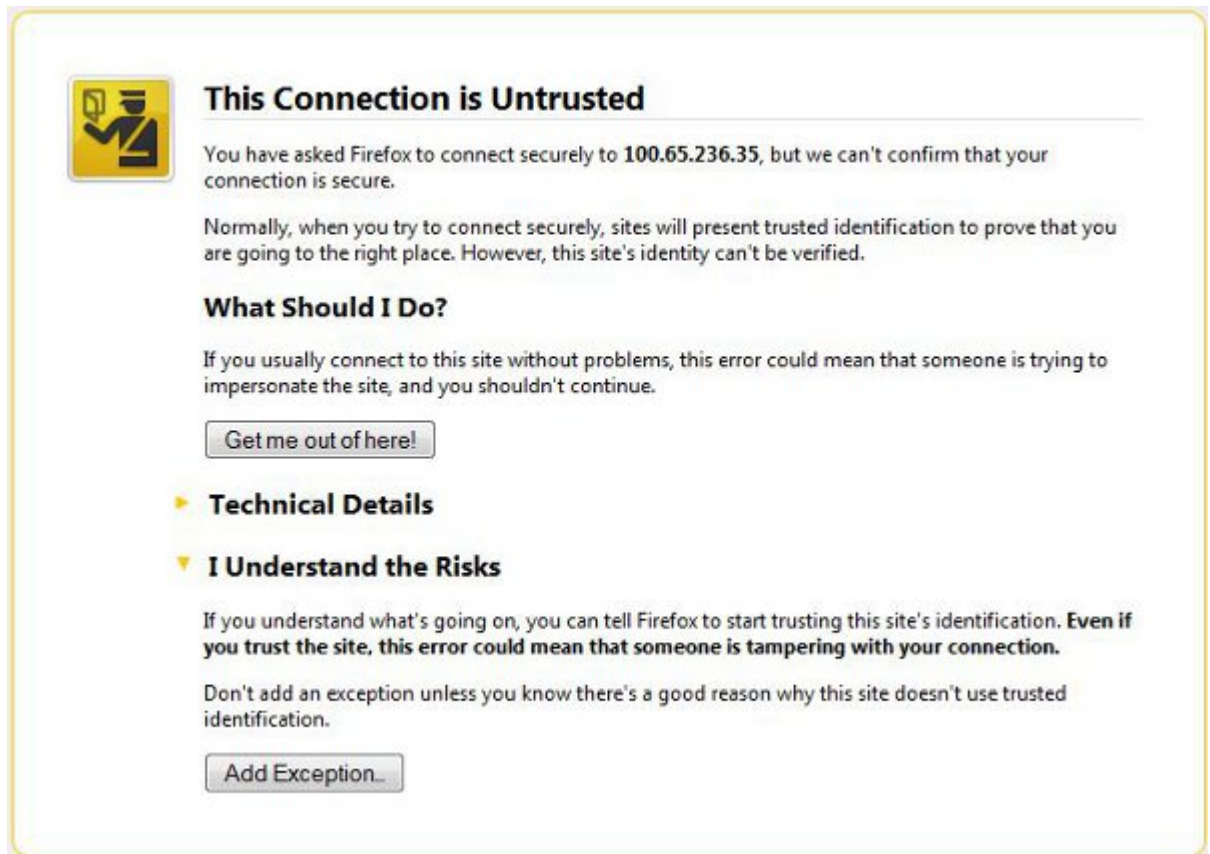 This Connection is Untrusted
You have asked Firefox to connect securely to 100.65.236.35, but we can't confirm that your
connection is secure.
Normally, when you try to connect securely, sites will present trusted identification to prove that you
are going to the right place. However, this site's identity can't be verified.
What Should I Do?
If you usually connect to this site without problems, this error could mean that someone is trying to
impersonate the site, and you shouldn't continue.
Get me out of here!
Technical Details
I Understand the Risks
If you understand what's going on, you can tell Firefox to start trusting this site's identification. Even if
you trust the site, this error could mean that someone is tampering with your connection.
Don't add an exception unless you know there's a good reason why this site doesn't use trusted
identification.
Add Exception...